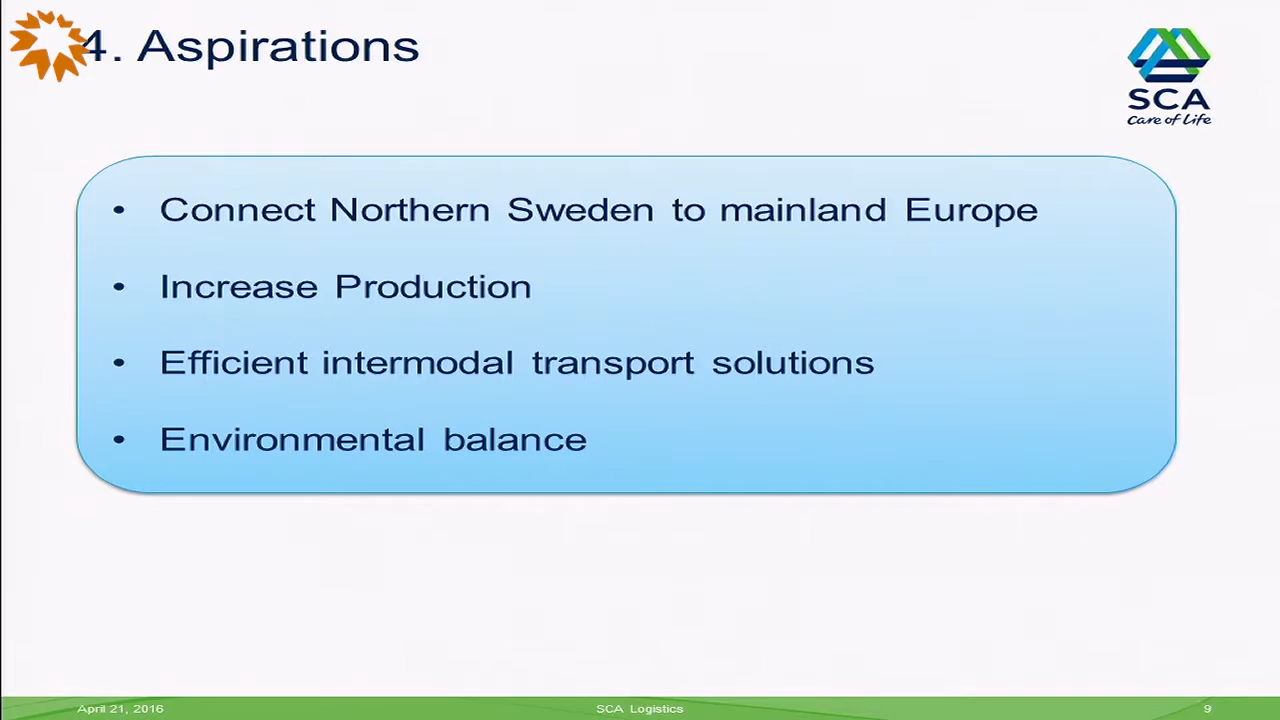 4. Aspirations
SCA
Care of Life
• Connect Northern Sweden to mainland Europe
• Increase Production
• Efficient intermodal transport solutions
• Environmental balance
April 21, 2016 SCA Logistics 9